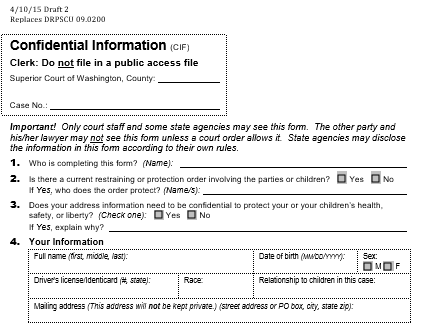 4/10/15 Draft 2
Replaces DRPSCU 09.0200
Confidential Information (CIF)
Clerk: Do not file in a public access file
Superior Court of Washington, County:
Case No.:
Important! Only court staff and some state agencies may see this form. The other party and
his/her lawyer may not see this form unless a court order allows it. State agencies may disclose
the information in this form according to their own rules.
1. Who is completing this form? (Name):
2. Is there a current restraining or protection order involving the parties or children? Yes No
If Yes, who does the order protect? (Name/s):
3. Does your address information need to be confidential to protect your or your children's health,
safety, or liberty? (Check one): Yes No
If Yes, explain why?
4. Your Information
Full name (first, middle, last): Date of birth (MM/DD/YYYY): Sex:
M F
Driver's license/Identicard (#, state): Race: Relationship to children in this case:
Mailing address (This address will not be kept private.) (street address or PO box, city, state zip):